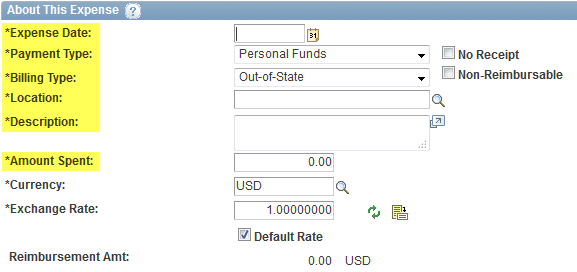 About This Expense ?
*Expense Date: 31
*Payment Type: Personal Funds No Receipt
*Billing Type: Out-of-State Non-Reimbursable
*Location:
*Description:
*Amount Spent: 0.00
*Currency: USD
*Exchange Rate: 1.00000000
Default Rate
Reimbursement Amt: 0.00 USD